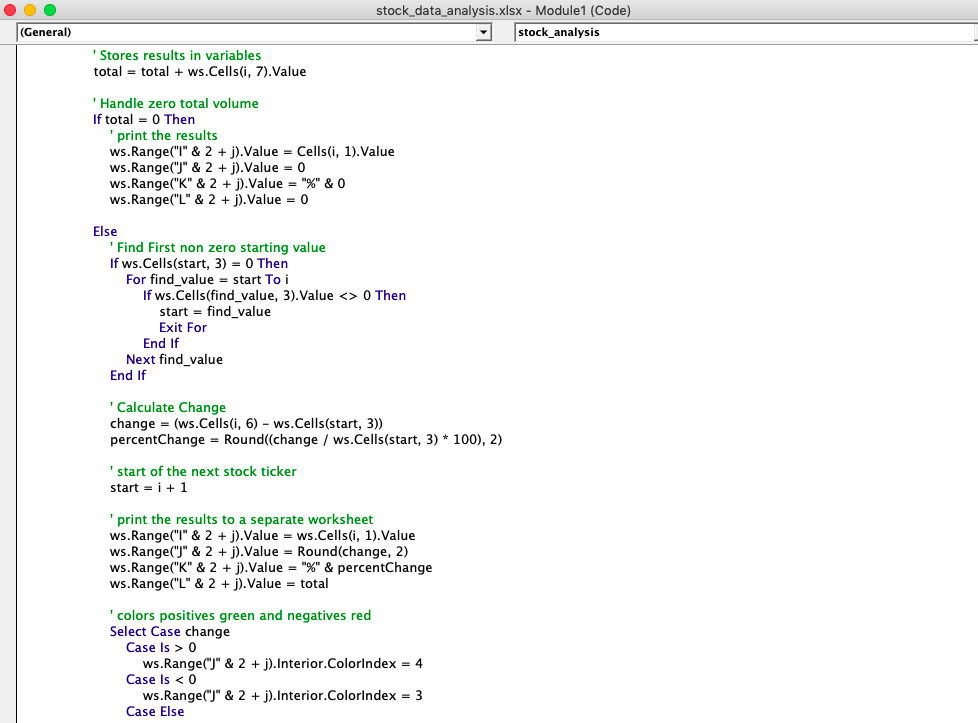 stock_data_analysis.xlsx - Module1 (Code)
(General)
stock_analysis
' Stores results in variables
total = total + ws.Cells(i, 7).Value
' Handle zero total volume
If total = 0 Then
' print the results
ws.Range("I" & 2 + j).Value = Cells(i, 1).Value
ws.Range("J" & 2 + j).Value = 0
ws.Range("K" & 2 + j).Value = "%" & 0
ws.Range("L" & 2 + j).Value = 0
Else
' Find First non zero starting value
If ws.Cells(start, 3) = 0 Then
For find_value = start To i
If ws.Cells(find_value, 3).Value <> 0 Then
start = find_value
Exit For
End If
Next find_value
End If
' Calculate Change
change = (ws.Cells(i, 6) - ws.Cells(start, 3))
percentChange = Round((change / ws.Cells(start, 3) * 100), 2)
' start of the next stock ticker
start = i + 1
' print the results to a separate worksheet
ws.Range("I" & 2 + j).Value = ws.Cells(i, 1).Value
ws.Range("J" & 2 + j).Value = Round(change, 2)
ws.Range("K" & 2 + j).Value = "%" & percentChange
ws.Range("L" & 2 + j).Value = total
' colors positives green and negatives red
Select Case change
Case Is > 0
ws.Range("J" & 2 + j).Interior.ColorIndex = 4
Case Is < 0
ws.Range("J" & 2 + j).Interior.ColorIndex = 3
Case Else